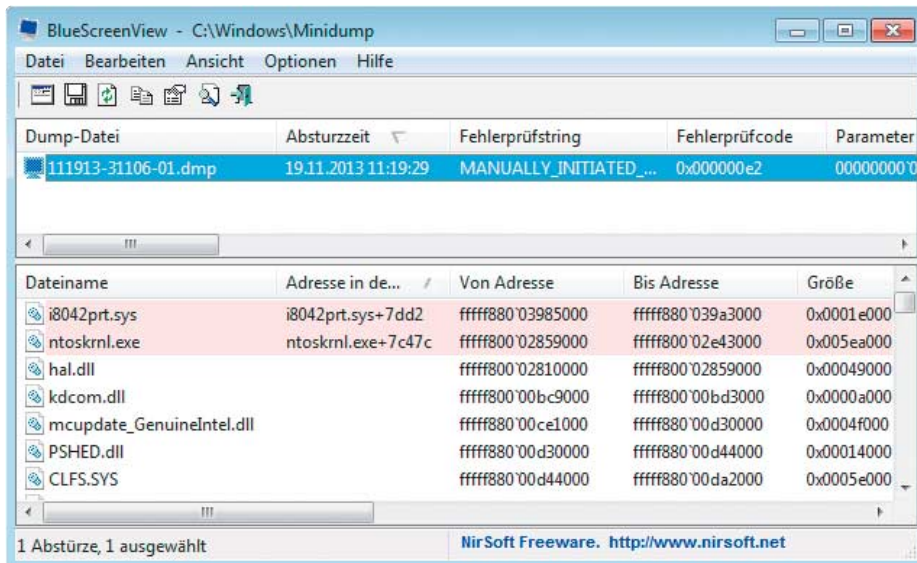 BlueScreenView - C:\Windows\Minidump
Datei Bearbeiten Ansicht Optionen Hilfe
Dump-Datei Absturzzeit Fehlerprüfstring Fehlerprüfcode Parameter
111913-31106-01.dmp 19.11.2013 11:19:29 MANUALLY_INITIATED_... 0x000000e2 00000000`0
Dateiname Adresse in de... Von Adresse Bis Adresse Größe
i8042prt.sys i8042prt.sys+7dd2 fffff880`03985000 fffff880`039a3000 0x0001e000
ntoskrnl.exe ntoskrnl.exe+7c47c fffff800`02859000 fffff800`02e43000 0x005ea000
hal.dll fffff800`02810000 fffff800`02859000 0x00049000
kdcom.dll fffff800`00bc9000 fffff800`00bd3000 0x0000a000
mcupdate_GenuineIntel.dll fffff880`00ce1000 fffff880`00d30000 0x0004f000
PSHED.dll fffff880`00d30000 fffff880`00d44000 0x00014000
CLFS.SYS fffff880`00d44000 fffff880`00da2000 0x0005e000
1 Abstürze, 1 ausgewählt NirSoft Freeware. http://www.nirsoft.net